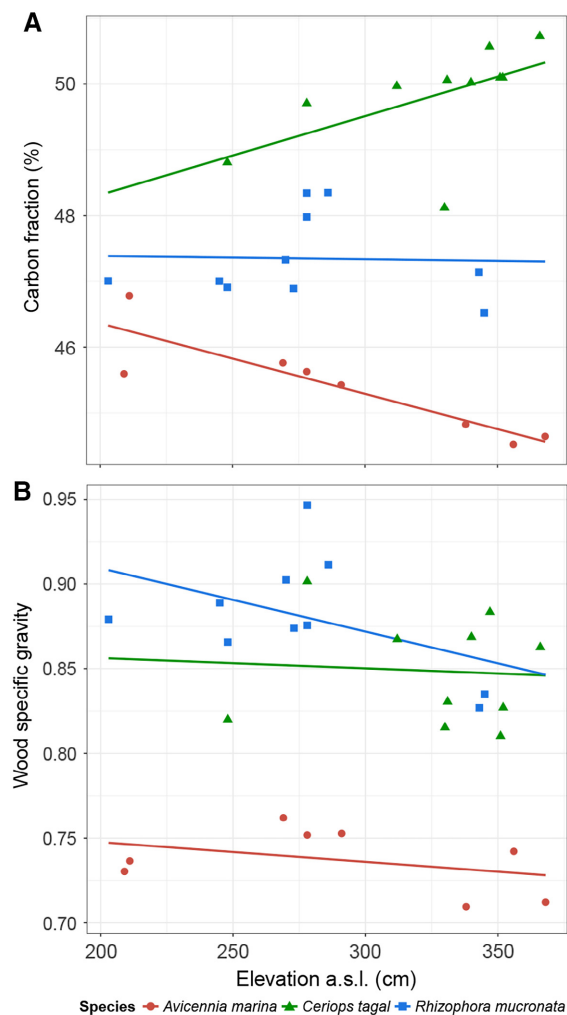 A
Carbon fraction (%)
50
48
46
B
Wood specific gravity
0.95
0.90
0.85
0.80
0.75
0.70
200 250 300 350
Elevation a.s.l. (cm)
Species Avicennia marina Ceriops tagal Rhizophora mucronata